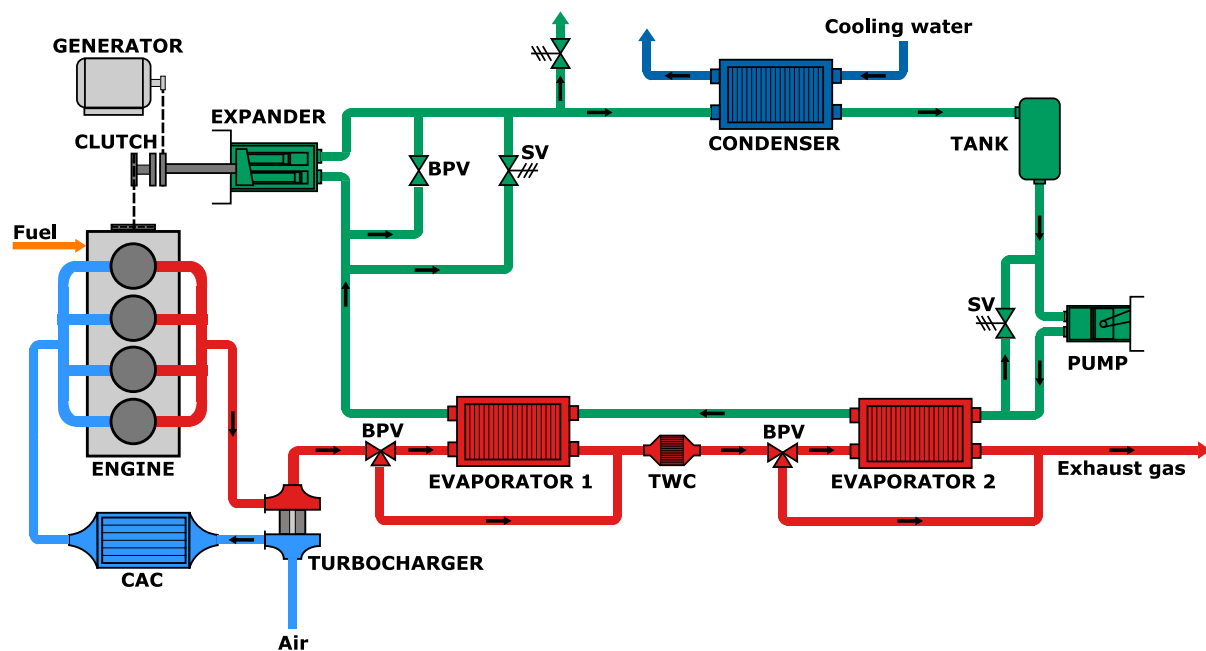 Cooling water
GENERATOR
EXPANDER
CLUTCH
CONDENSER
TANK
SV
BPV
Fuel
SV
PUMP
BPV
BPV
ENGINE
EVAPORATOR 1
TWC
EVAPORATOR 2
Exhaust gas
TURBOCHARGER
CAC
Air